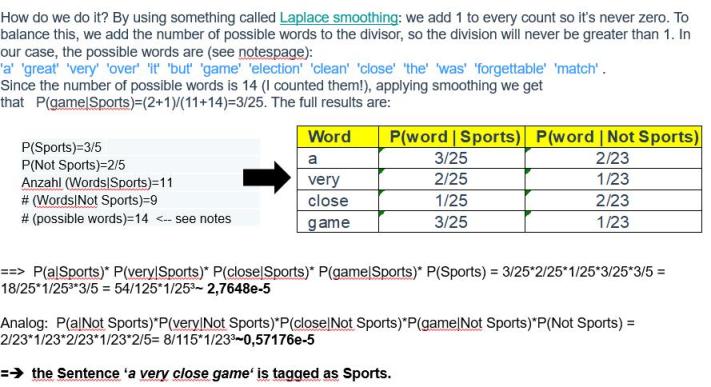 How do we do it? By using something called Laplace smoothing: we add 1 to every count so it's never zero. To
balance this, we add the number of possible words to the divisor, so the division will never be greater than 1. In
our case, the possible words are (see notespage):
'a' 'great' 'very' 'over' 'it' 'but' 'game' 'election' 'clean' 'close' 'the' 'was' 'forgettable' 'match' .
Since the number of possible words is 14 (I counted them!), applying smoothing we get
that P(game|Sports)=(2+1)/(11+14)=3/25. The full results are:
P(Sports)=3/5
P(Not Sports)=2/5
Anzahl (Words|Sports)=11
# (Words|Not Sports)=9
# (possible words)=14 <-- see notes
Word P(word | Sports) P(word | Not Sports)
a 3/25 2/23
very 2/25 1/23
close 1/25 2/23
game 3/25 1/23
==> P(a|Sports)* P(very|Sports)* P(close|Sports)* P(game|Sports)* P(Sports) = 3/25*2/25*1/25*3/25*3/5 =
18/25*1/25³*3/5 = 54/125*1/25³~ 2,7648e-5
Analog: P(a|Not Sports)*P(very|Not Sports)*P(close|Not Sports)*P(game|Not Sports)*P(Not Sports) =
2/23*1/23*2/23*1/23*2/5= 8/115*1/23³~0,57176e-5
=➔ the Sentence 'a very close game' is tagged as Sports.